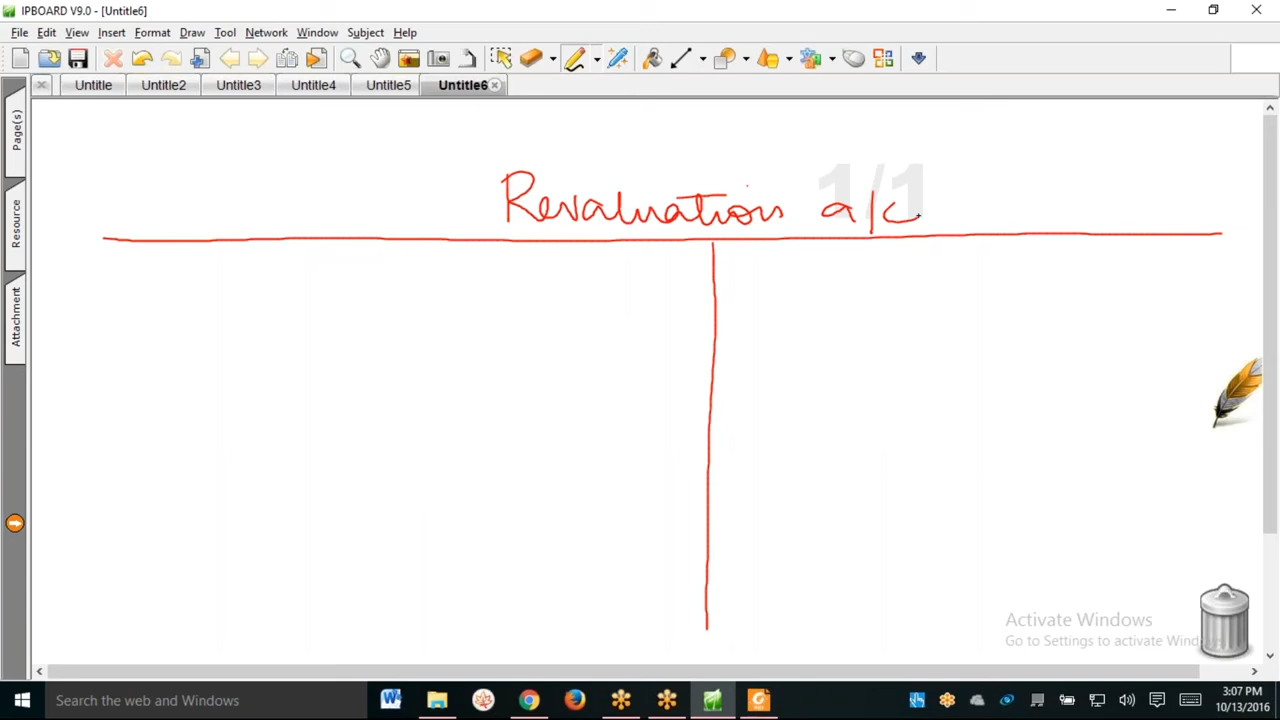 IPBOARD V9.0 - [Untitle6]
File Edit View Insert Format Draw Tool Network Window Subject Help
Untitle Untitle2 Untitle3 Untitle4 Untitle5 Untitle6
Page(s)
Resource
Attachment
1/1
Revaluation a/c
Activate Windows
Go to Settings to activate Windows
Search the web and Windows
3:07 PM
10/13/2016